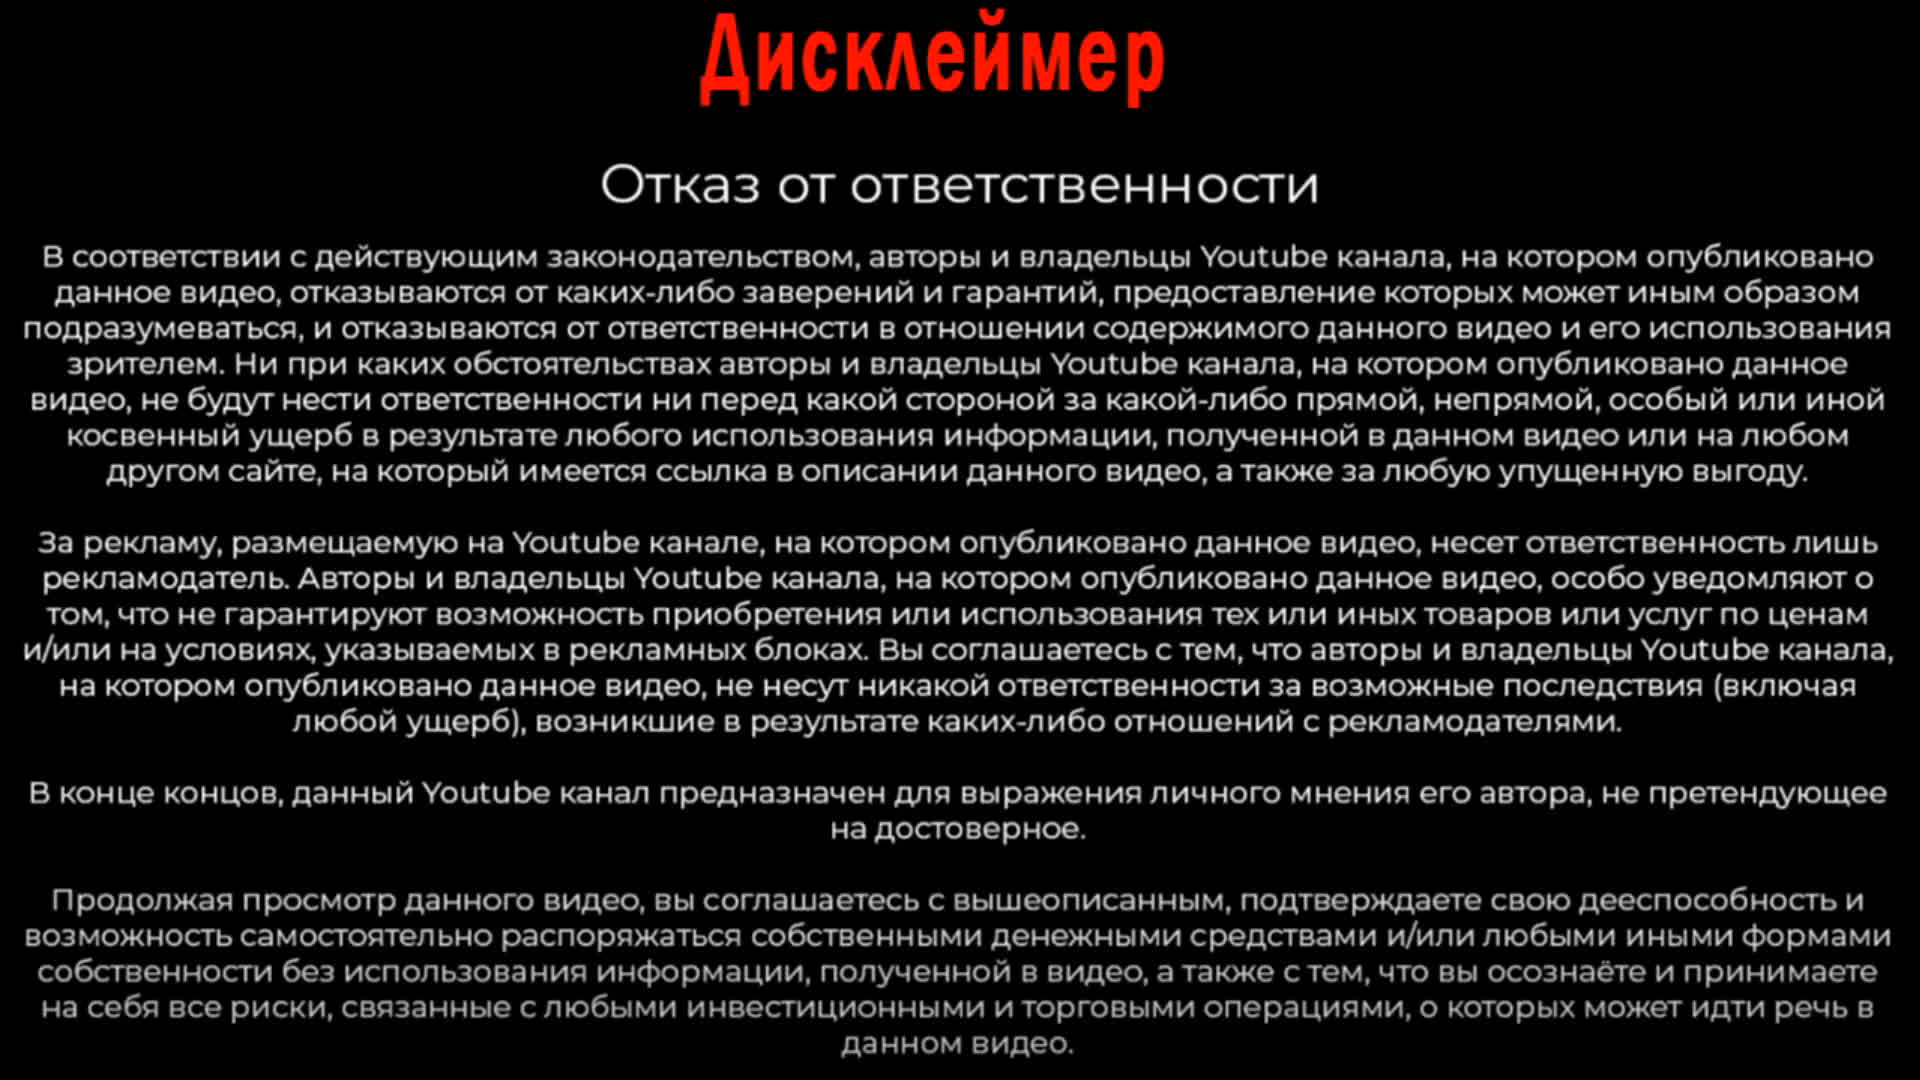 Дисклеймер
Отказ от ответственности
В соответствии с действующим законодательством, авторы и владельцы Youtube канала, на котором опубликовано
данное видео, отказываются от каких-либо заверений и гарантий, предоставление которых может иным образом
подразумеваться, и отказываются от ответственности в отношении содержимого данного видео и его использования
зрителем. Ни при каких обстоятельствах авторы и владельцы Youtube канала, на котором опубликовано данное
видео, не будут нести ответственности ни перед какой стороной за какой-либо прямой, непрямой, особый или иной
косвенный ущерб в результате любого использования информации, полученной в данном видео или на любом
другом сайте, на который имеется ссылка в описании данного видео, а также за любую упущенную выгоду.
За рекламу, размещаемую на Youtube канале, на котором опубликовано данное видео, несет ответственность лишь
рекламодатель. Авторы и владельцы Youtube канала, на котором опубликовано данное видео, особо уведомляют о
том, что не гарантируют возможность приобретения или использования тех или иных товаров или услуг по ценам
и/или на условиях, указываемых в рекламных блоках. Вы соглашаетесь с тем, что авторы и владельцы Youtube канала,
на котором опубликовано данное видео, не несут никакой ответственности за возможные последствия (включая
любой ущерб), возникшие в результате каких-либо отношений с рекламодателями.
В конце концов, данный Youtube канал предназначен для выражения личного мнения его автора, не претендующее
на достоверное.
Продолжая просмотр данного видео, вы соглашаетесь с вышеописанным, подтверждаете свою дееспособность и
возможность самостоятельно распоряжаться собственными денежными средствами и/или любыми иными формами
собственности без использования информации, полученной в видео, а также с тем, что вы осознаёте и принимаете
на себя все риски, связанные с любыми инвестиционными и торговыми операциями, о которых может идти речь в
данном видео.